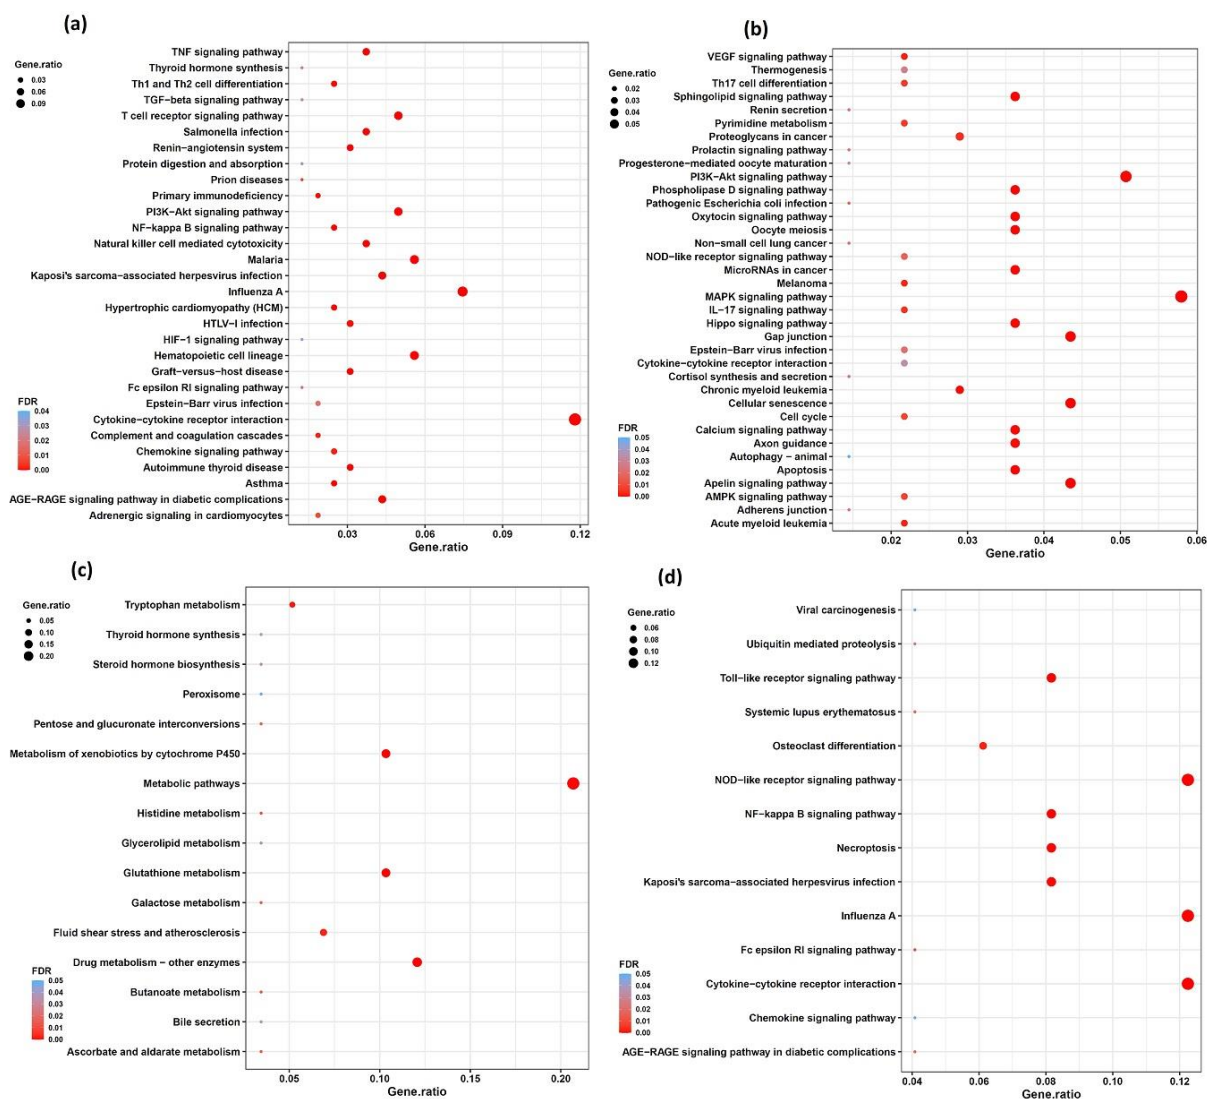 (a)
TNF signaling pathway
Thyroid hormone synthesis
Th1 and Th2 cell differentiation
TGF−beta signaling pathway
T cell receptor signaling pathway
Salmonella infection
Renin−angiotensin system
Protein digestion and absorption
Prion diseases
Primary immunodeficiency
PI3K−Akt signaling pathway
NF−kappa B signaling pathway
Natural killer cell mediated cytotoxicity
Malaria
Kaposi's sarcoma−associated herpesvirus infection
Influenza A
Hypertrophic cardiomyopathy (HCM)
HTLV−I infection
HIF−1 signaling pathway
Hematopoietic cell lineage
Graft−versus−host disease
Fc epsilon RI signaling pathway
Epstein−Barr virus infection
Cytokine−cytokine receptor interaction
Complement and coagulation cascades
Chemokine signaling pathway
Autoimmune thyroid disease
Asthma
AGE−RAGE signaling pathway in diabetic complications
Adrenergic signaling in cardiomyocytes
Gene.ratio
0.03
0.06
0.09
FDR
0.04
0.03
0.02
0.01
0.00
0.03 0.06 0.09 0.12
Gene.ratio
(b)
VEGF signaling pathway
Thermogenesis
Th17 cell differentiation
Sphingolipid signaling pathway
Renin secretion
Pyrimidine metabolism
Proteoglycans in cancer
Prolactin signaling pathway
Progesterone−mediated oocyte maturation
PI3K−Akt signaling pathway
Phospholipase D signaling pathway
Pathogenic Escherichia coli infection
Oxytocin signaling pathway
Oocyte meiosis
Non−small cell lung cancer
NOD−like receptor signaling pathway
MicroRNAs in cancer
Melanoma
MAPK signaling pathway
IL−17 signaling pathway
Hippo signaling pathway
Gap junction
Epstein−Barr virus infection
Cytokine−cytokine receptor interaction
Cortisol synthesis and secretion
Chronic myeloid leukemia
Cellular senescence
Cell cycle
Calcium signaling pathway
Axon guidance
Autophagy − animal
Apoptosis
Apelin signaling pathway
AMPK signaling pathway
Adherens junction
Acute myeloid leukemia
Gene.ratio
0.02
0.03
0.04
0.05
FDR
0.05
0.04
0.03
0.02
0.01
0.00
0.02 0.03 0.04 0.05 0.06
Gene.ratio
(c)
Tryptophan metabolism
Thyroid hormone synthesis
Steroid hormone biosynthesis
Peroxisome
Pentose and glucuronate interconversions
Metabolism of xenobiotics by cytochrome P450
Metabolic pathways
Histidine metabolism
Glycerolipid metabolism
Glutathione metabolism
Galactose metabolism
Fluid shear stress and atherosclerosis
Drug metabolism − other enzymes
Butanoate metabolism
Bile secretion
Ascorbate and aldarate metabolism
Gene.ratio
0.05
0.10
0.15
0.20
FDR
0.05
0.04
0.03
0.02
0.01
0.00
0.05 0.10 0.15 0.20
Gene.ratio
(d)
Viral carcinogenesis
Ubiquitin mediated proteolysis
Toll−like receptor signaling pathway
Systemic lupus erythematosus
Osteoclast differentiation
NOD−like receptor signaling pathway
NF−kappa B signaling pathway
Necroptosis
Kaposi's sarcoma−associated herpesvirus infection
Influenza A
Fc epsilon RI signaling pathway
Cytokine−cytokine receptor interaction
Chemokine signaling pathway
AGE−RAGE signaling pathway in diabetic complications
Gene.ratio
0.06
0.08
0.10
0.12
FDR
0.05
0.04
0.03
0.02
0.01
0.00
0.04 0.06 0.08 0.10 0.12
Gene.ratio